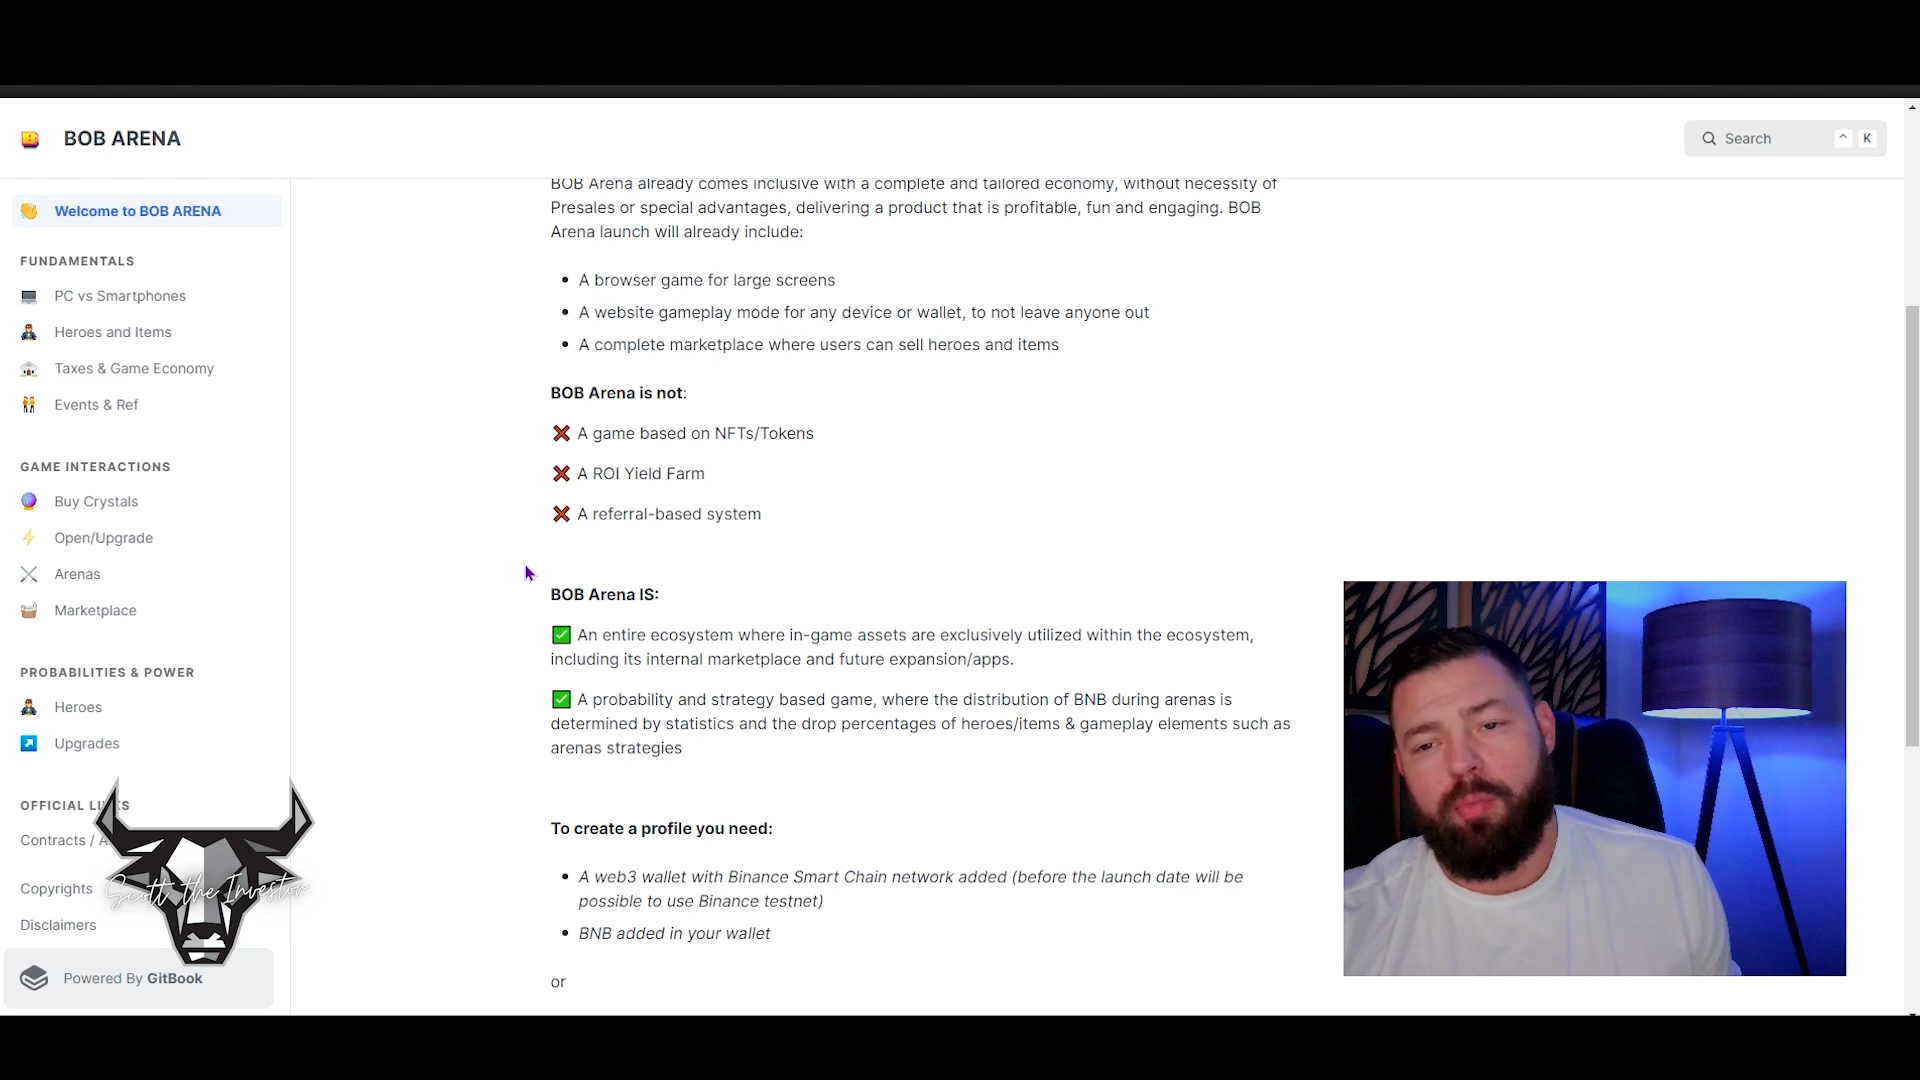 BOB ARENA
Search
^ K
Welcome to BOB ARENA
FUNDAMENTALS
PC vs Smartphones
Heroes and Items
Taxes & Game Economy
Events & Ref
GAME INTERACTIONS
Buy Crystals
Open/Upgrade
Arenas
Marketplace
PROBABILITIES & POWER
Heroes
Upgrades
OFFICIAL LINKS
Contracts / A
Copyrights
Disclaimers
Powered By GitBook
Scott the Investor
BOB Arena already comes inclusive with a complete and tailored economy, without necessity of
Presales or special advantages, delivering a product that is profitable, fun and engaging. BOB
Arena launch will already include:
• A browser game for large screens
• A website gameplay mode for any device or wallet, to not leave anyone out
• A complete marketplace where users can sell heroes and items
BOB Arena is not:
❌ A game based on NFTs/Tokens
❌ A ROI Yield Farm
❌ A referral-based system
BOB Arena IS:
✅ An entire ecosystem where in-game assets are exclusively utilized within the ecosystem,
including its internal marketplace and future expansion/apps.
✅ A probability and strategy based game, where the distribution of BNB during arenas is
determined by statistics and the drop percentages of heroes/items & gameplay elements such as
arenas strategies
To create a profile you need:
• A web3 wallet with Binance Smart Chain network added (before the launch date will be
possible to use Binance testnet)
• BNB added in your wallet
or